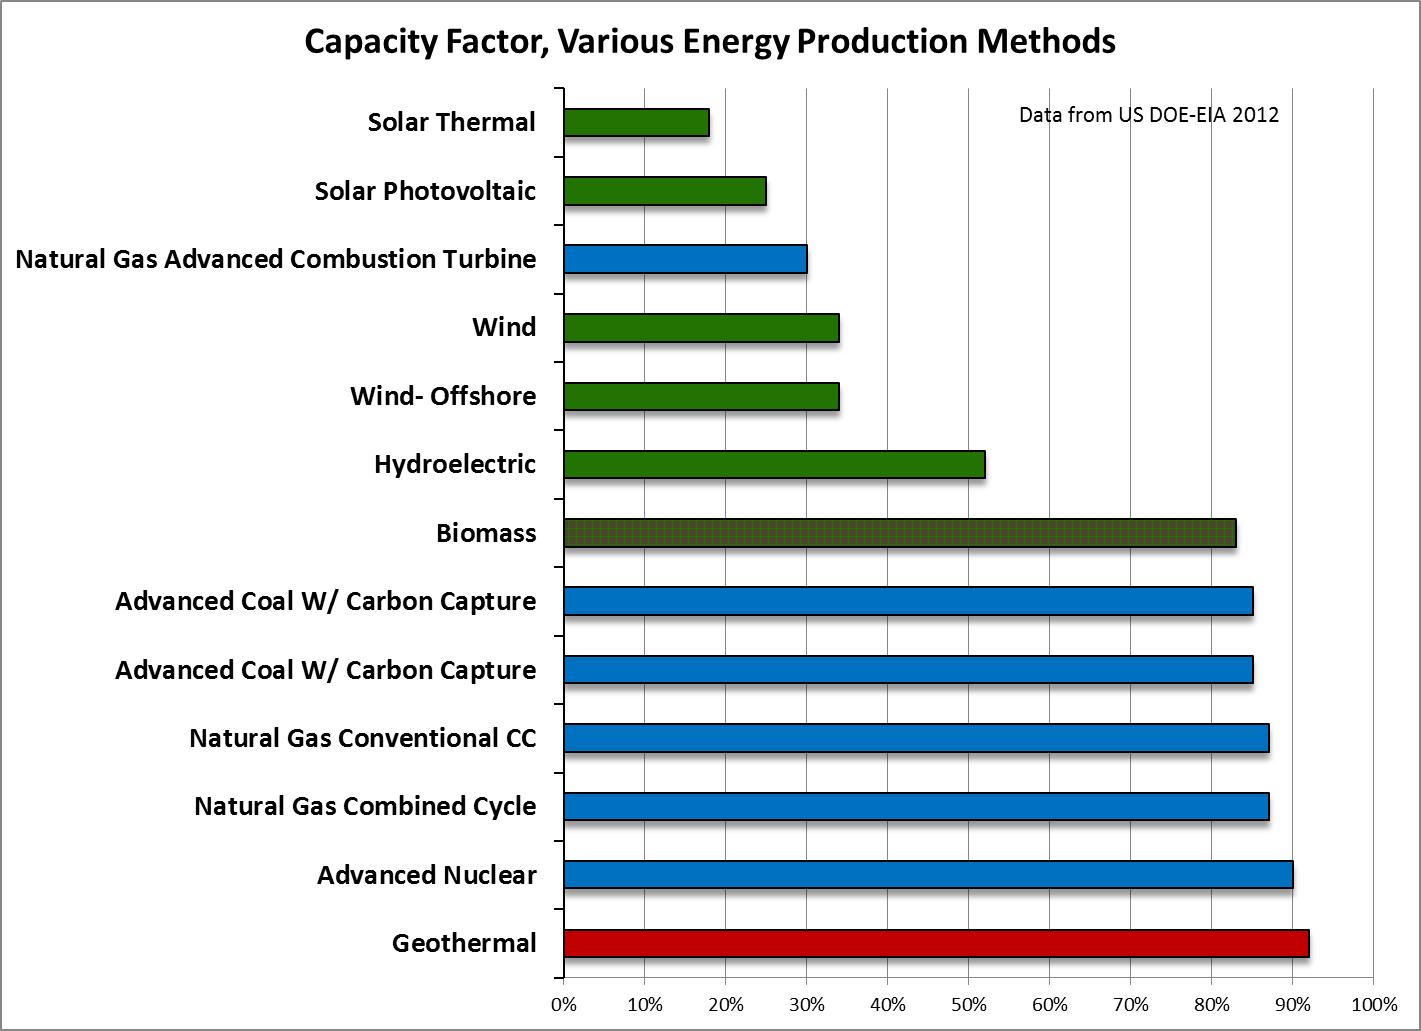 Capacity Factor, Various Energy Production Methods
Data from US DOE-EIA 2012
Solar Thermal
Solar Photovoltaic
Natural Gas Advanced Combustion Turbine
Wind
Wind- Offshore
Hydroelectric
Biomass
Advanced Coal W/ Carbon Capture
Advanced Coal W/ Carbon Capture
Natural Gas Conventional CC
Natural Gas Combined Cycle
Advanced Nuclear
Geothermal
0% 10% 20% 30% 40% 50% 60% 70% 80% 90% 100%